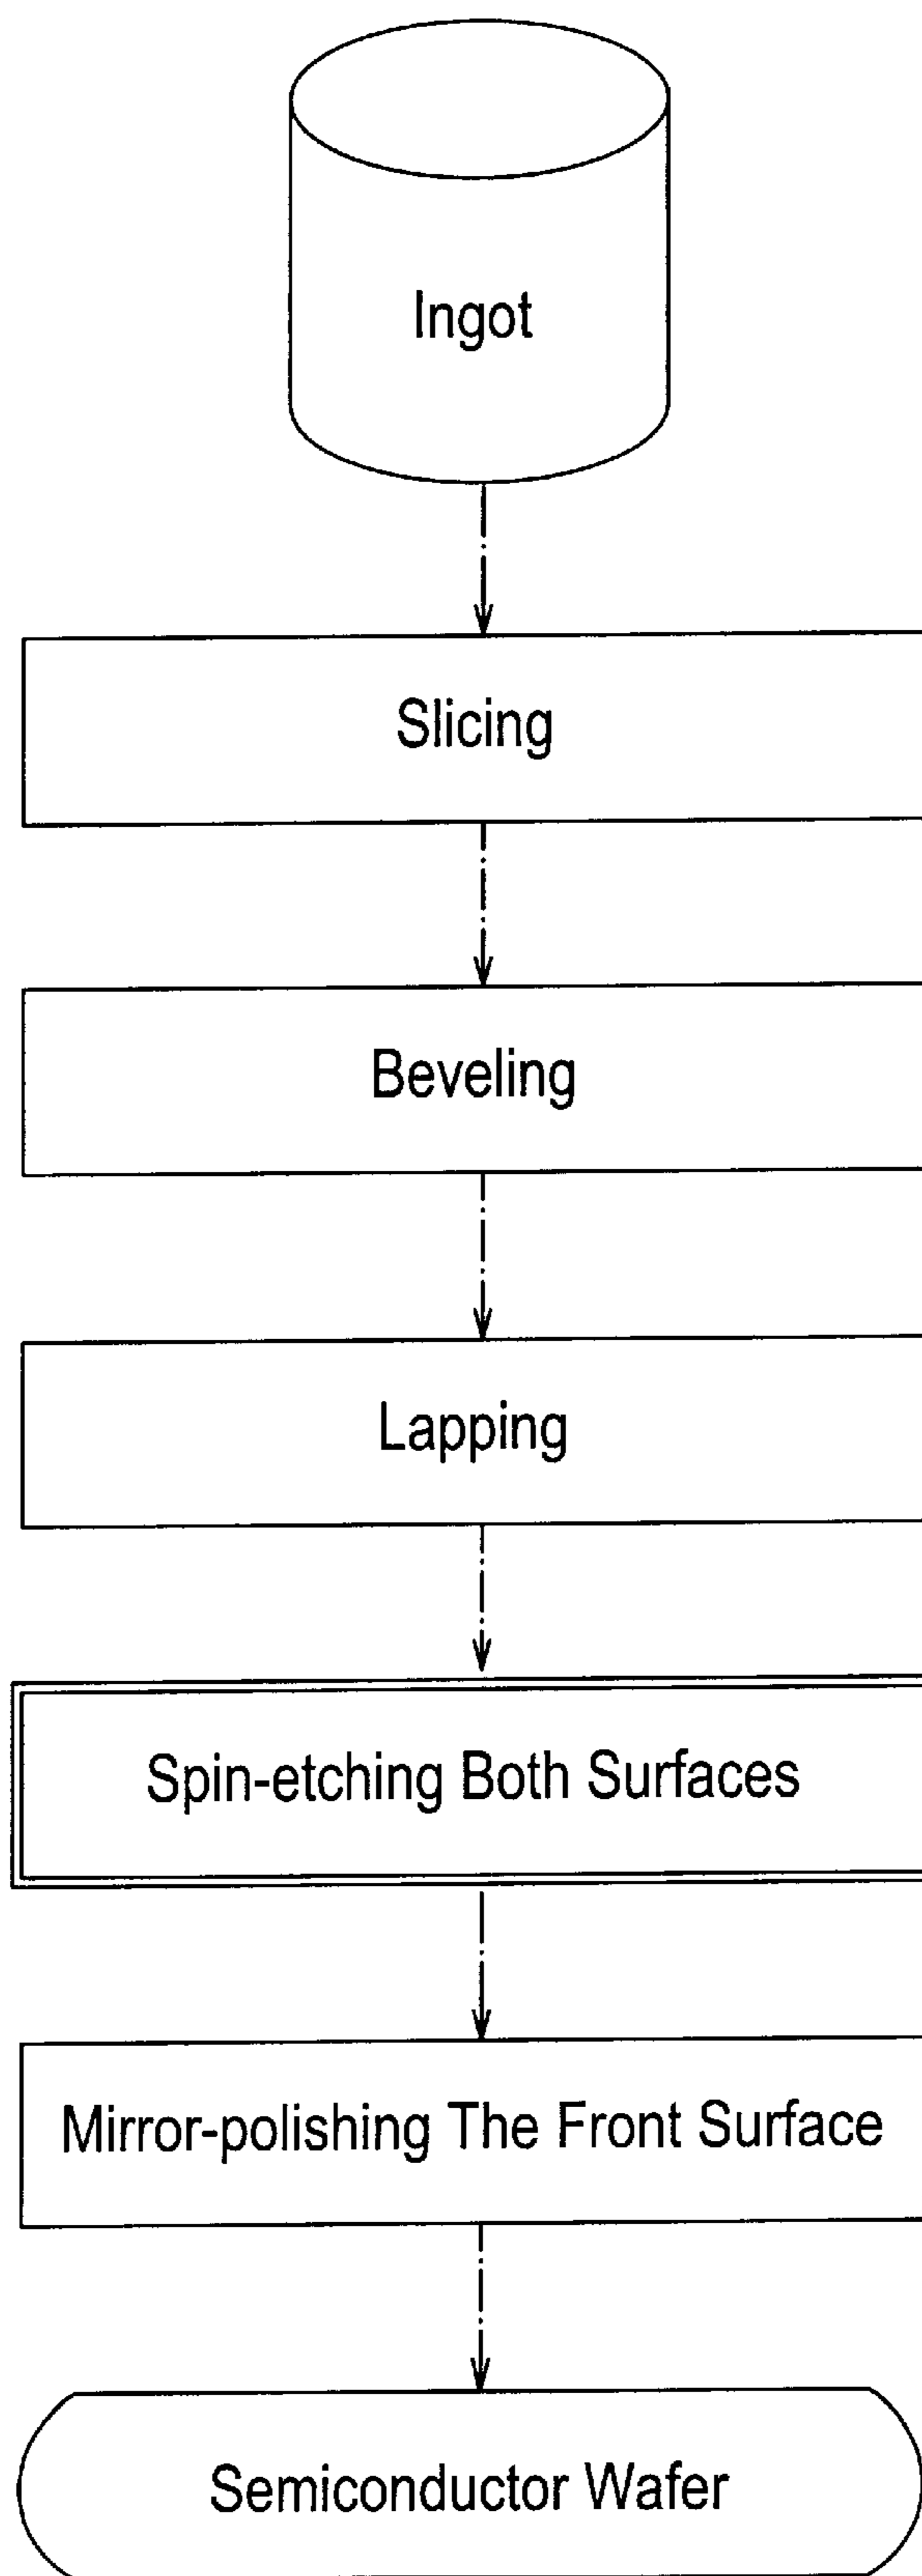 Ingot
Slicing
Beveling
Lapping
Spin-etching Both Surfaces
Mirror-polishing The Front Surface
Semiconductor Wafer